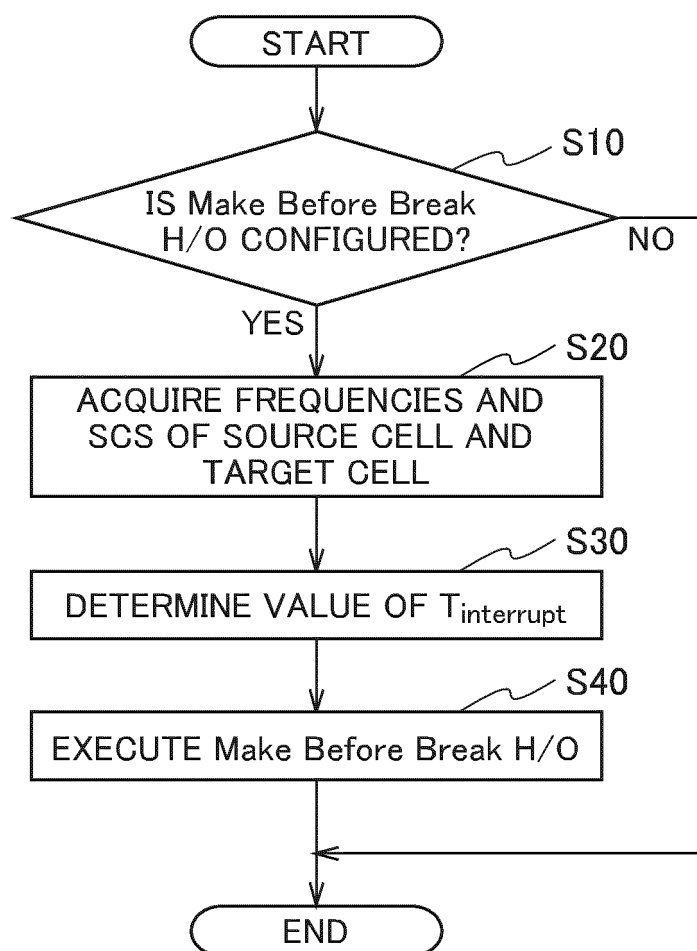 START
S10
IS Make Before Break
H/O CONFIGURED?
NO
YES
S20
ACQUIRE FREQUENCIES AND
SCS OF SOURCE CELL AND
TARGET CELL
S30
DETERMINE VALUE OF Tinterrupt
S40
EXECUTE Make Before Break H/O
END